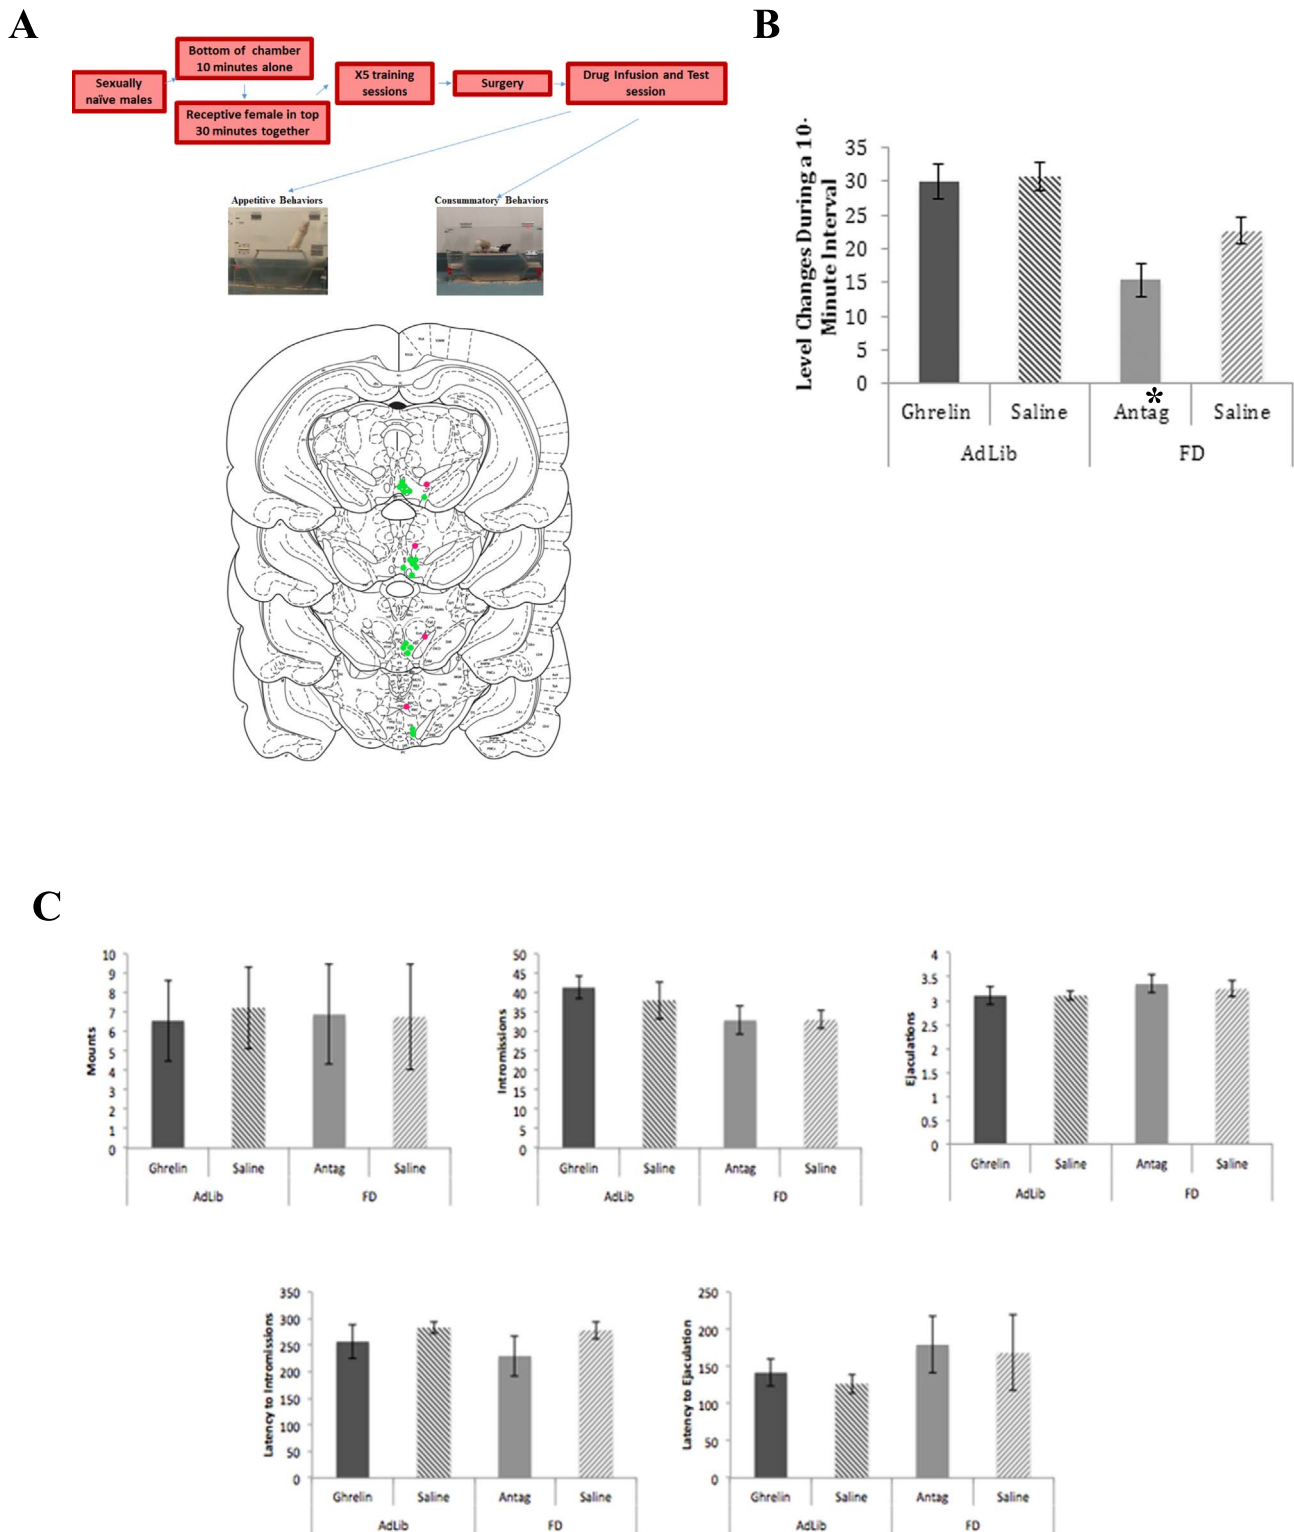 A
Sexually
naïve males
Bottom of chamber
10 minutes alone
Receptive female in top
30 minutes together
X5 training
sessions
Surgery
Drug Infusion and Test
session
Appetitive Behaviors
Consummatory Behaviors
B
Level Changes During a 10-
Minute Interval
35
30
25
20
15
10
5
0
Ghrelin
Saline
Antag
*
Saline
AdLib
FD
C
Mounts
10
9
8
7
6
5
4
3
2
1
0
Ghrelin
Saline
Antag
Saline
AdLib
FD
Intromissions
50
45
40
35
30
25
20
15
10
5
0
Ghrelin
Saline
Antag
Saline
AdLib
FD
Ejaculations
4
3.5
3
2.5
2
1.5
1
0.5
0
Ghrelin
Saline
Antag
Saline
AdLib
FD
Latency to Intromissions
350
300
250
200
150
100
50
0
Ghrelin
Saline
Antag
Saline
AdLib
FD
Latency to Ejaculation
250
200
150
100
50
0
Ghrelin
Saline
Antag
Saline
AdLib
FD